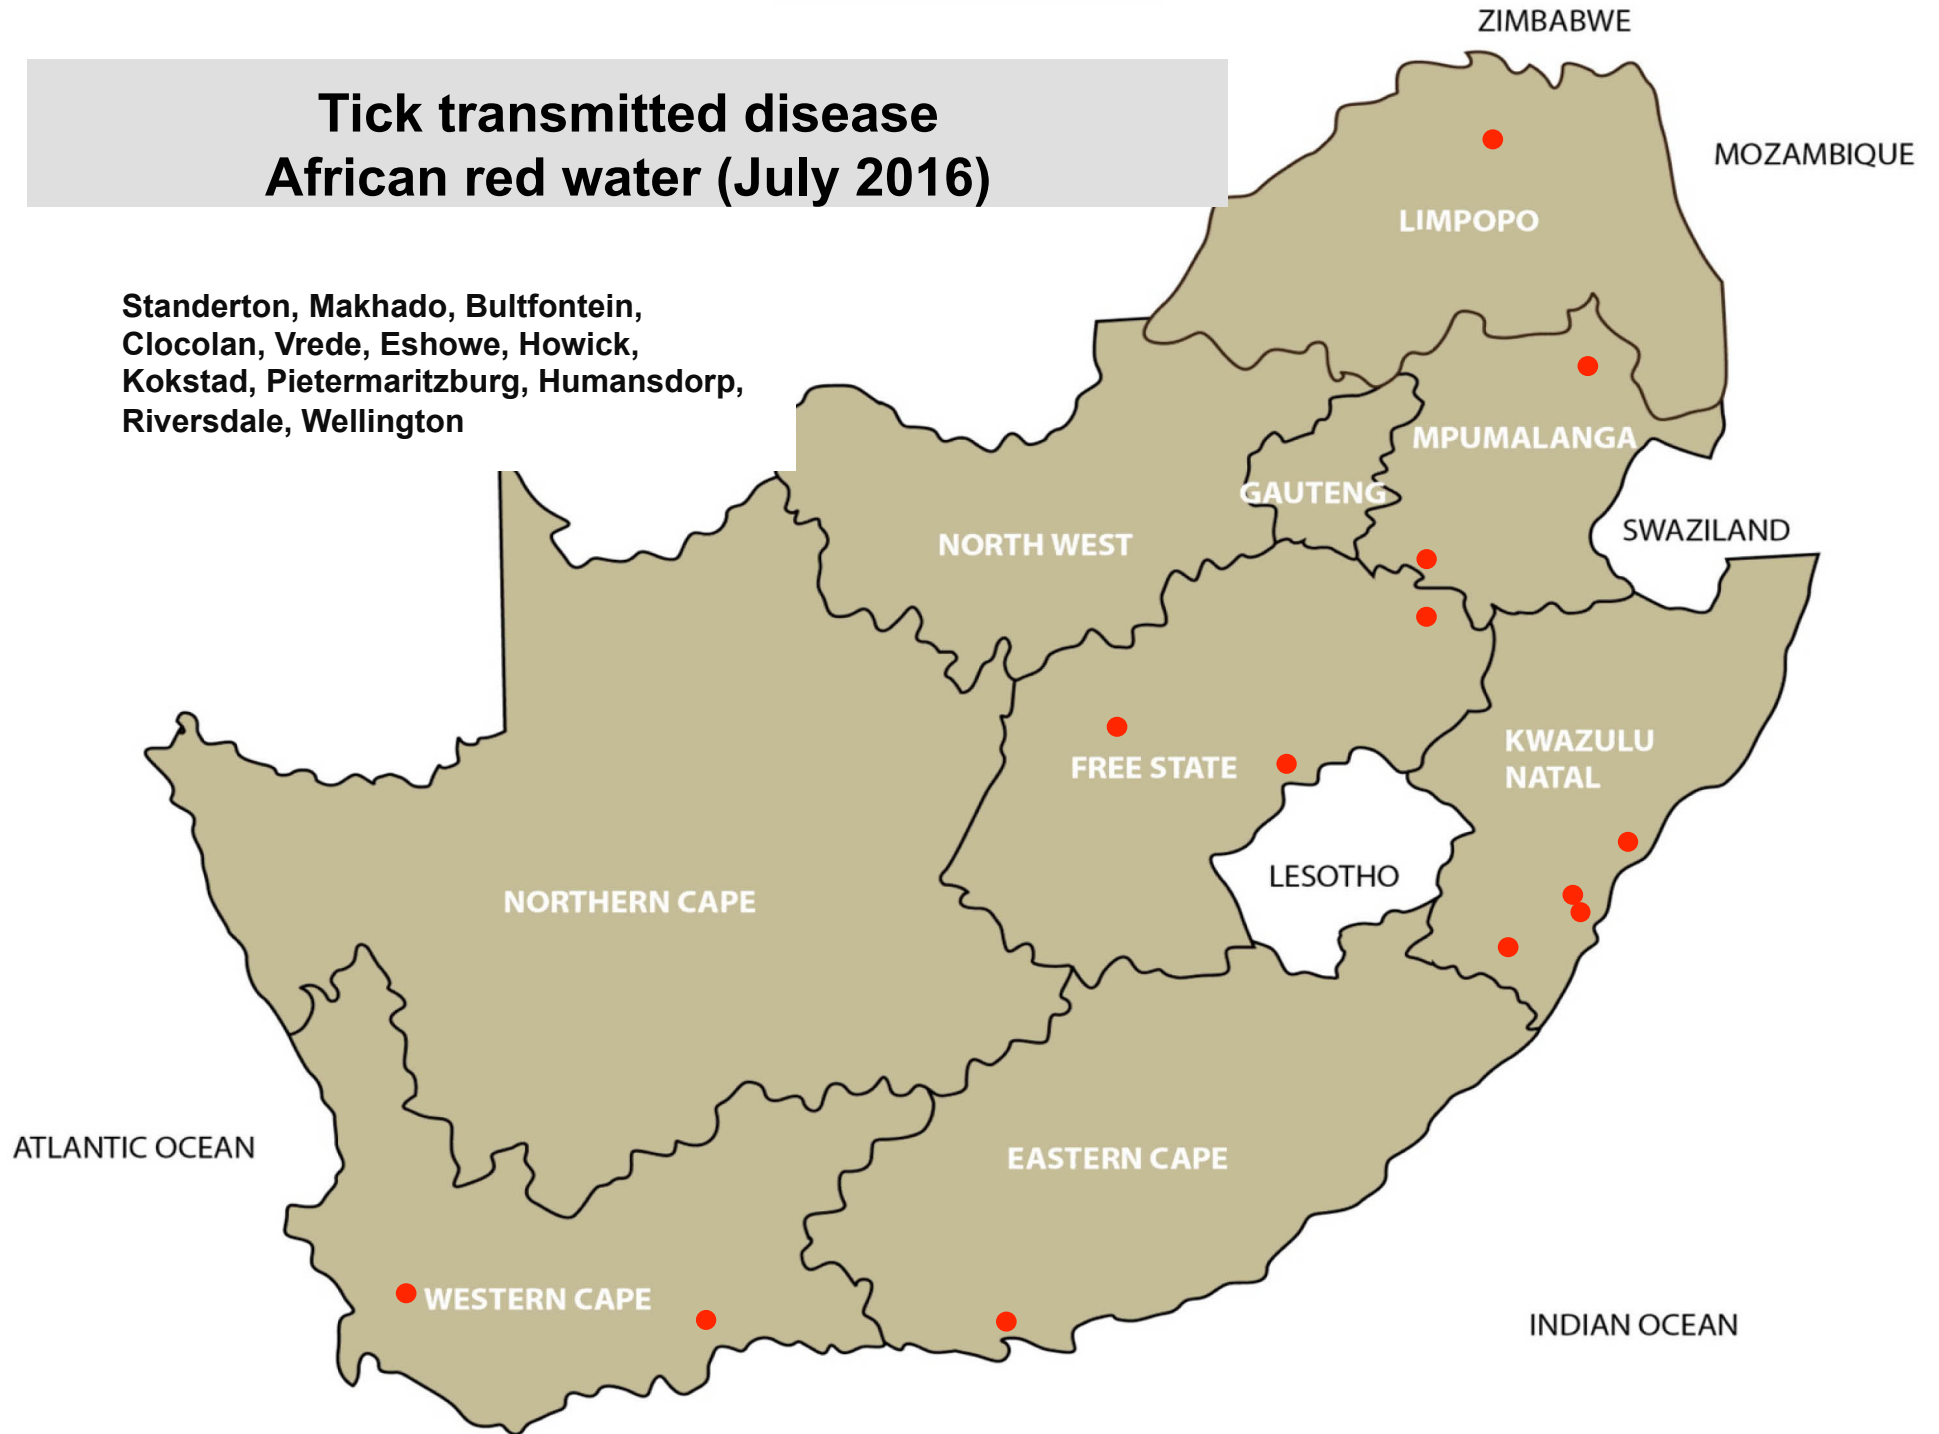 Tick transmitted disease
African red water (July 2016)
Standerton, Makhado, Bultfontein,
Clocolan, Vrede, Eshowe, Howick,
Kokstad, Pietermaritzburg, Humansdorp,
Riversdale, Wellington
ZIMBABWE
MOZAMBIQUE
LIMPOPO
MPUMALANGA
GAUTENG
SWAZILAND
NORTH WEST
KWAZULU
NATAL
FREE STATE
LESOTHO
NORTHERN CAPE
ATLANTIC OCEAN
EASTERN CAPE
WESTERN CAPE
INDIAN OCEAN